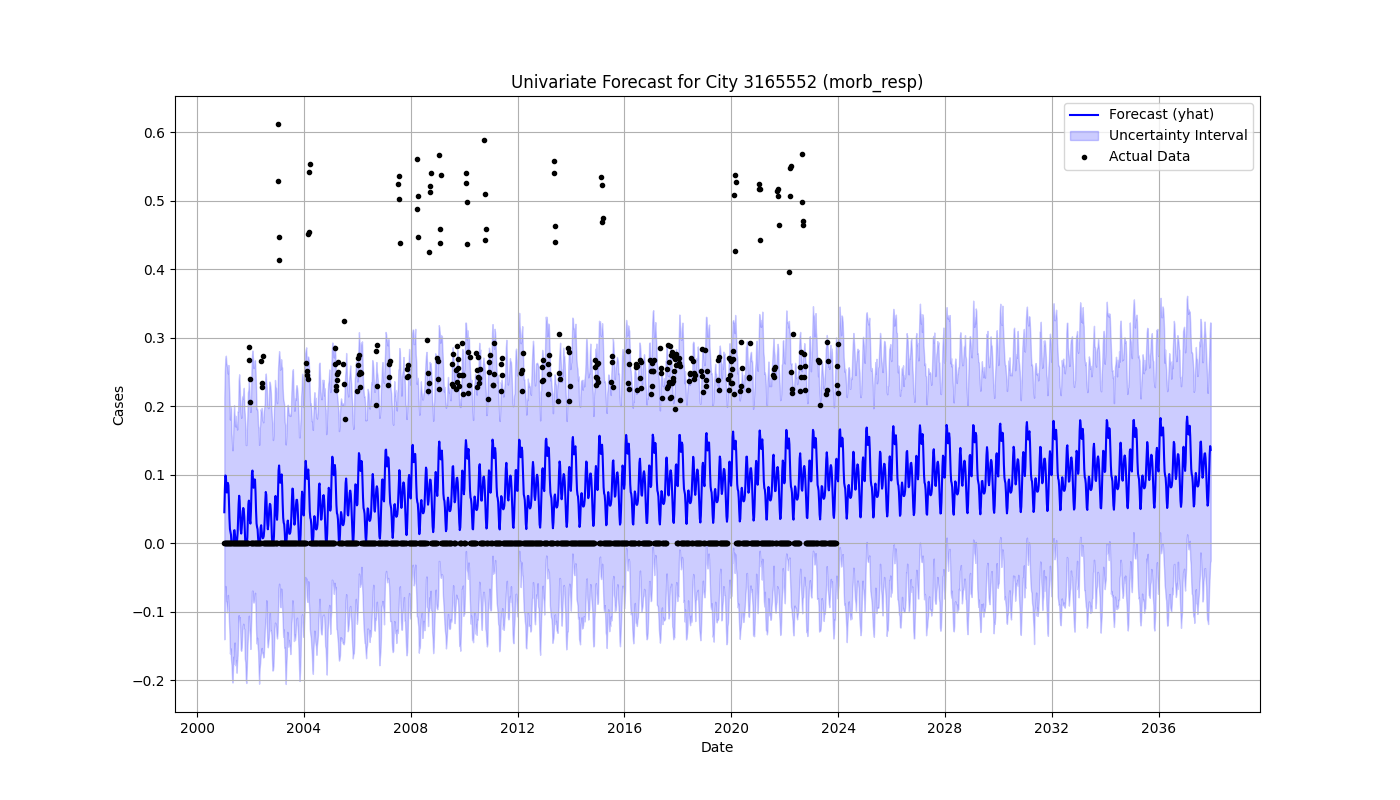 Univariate Forecast for City 3165552 (morb_resp)
Forecast (yhat)
Uncertainty Interval
Actual Data
Cases
0.6
0.5
0.4
0.3
0.2
0.1
0.0
−0.1
−0.2
2000 2004 2008 2012 2016 2020 2024 2028 2032 2036
Date